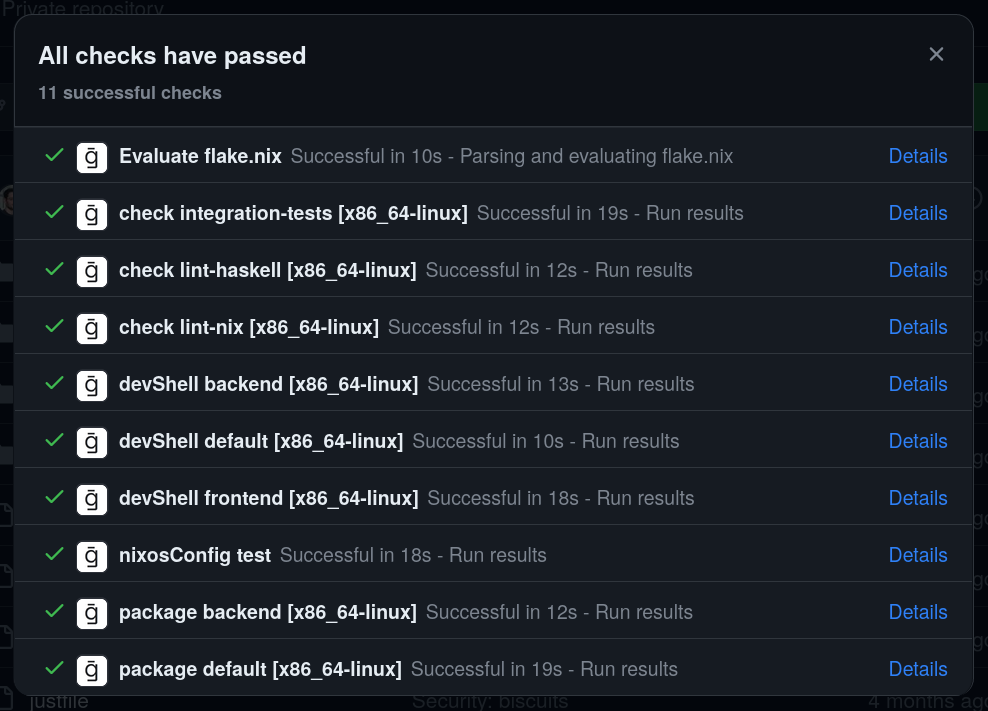 Private repository
All checks have passed
11 successful checks
Evaluate flake.nix Successful in 10s - Parsing and evaluating flake.nix Details
check integration-tests [x86_64-linux] Successful in 19s - Run results Details
check lint-haskell [x86_64-linux] Successful in 12s - Run results Details
check lint-nix [x86_64-linux] Successful in 12s - Run results Details
devShell backend [x86_64-linux] Successful in 13s - Run results Details
devShell default [x86_64-linux] Successful in 10s - Run results Details
devShell frontend [x86_64-linux] Successful in 18s - Run results Details
nixosConfig test Successful in 18s - Run results Details
package backend [x86_64-linux] Successful in 12s - Run results Details
package default [x86_64-linux] Successful in 19s - Run results Details
justfile Security: biscuits 4 months ago